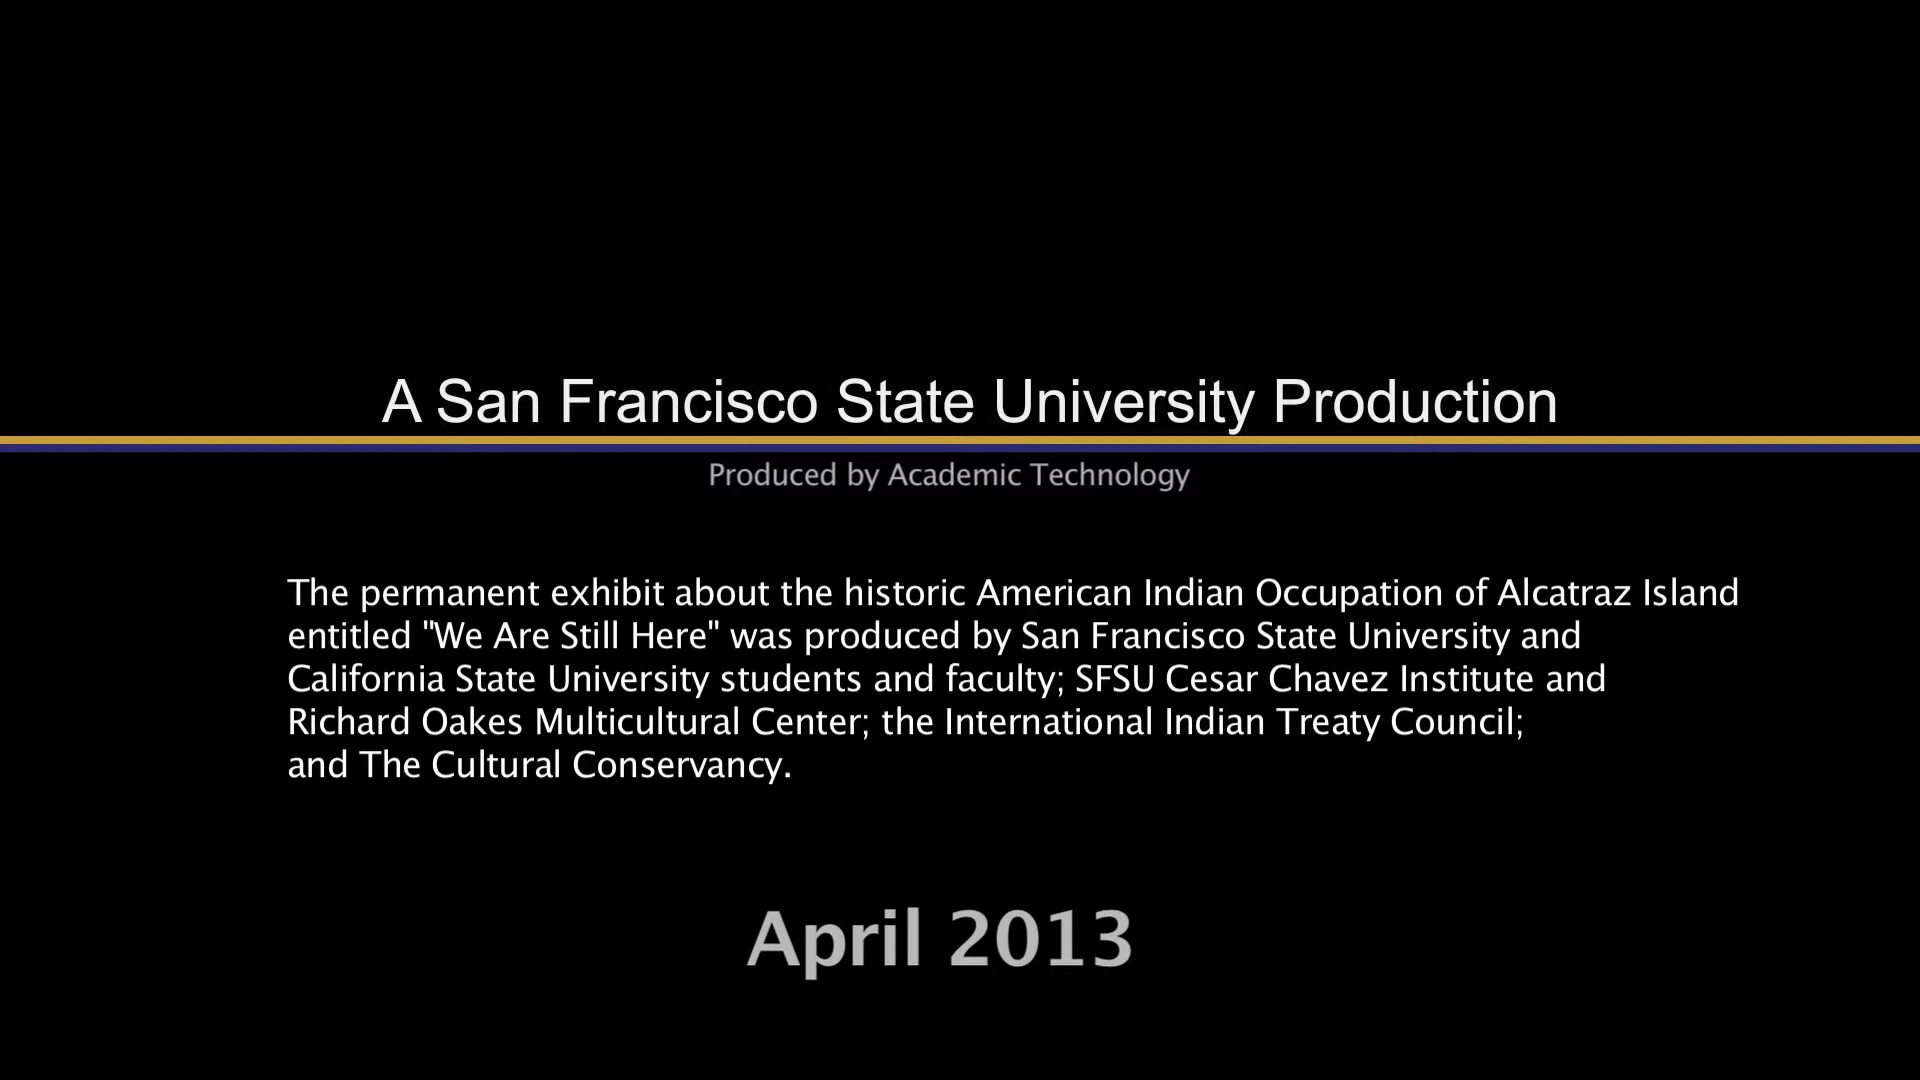 A San Francisco State University Production
Produced by Academic Technology
The permanent exhibit about the historic American Indian Occupation of Alcatraz Island
entitled "We Are Still Here" was produced by San Francisco State University and
California State University students and faculty; SFSU Cesar Chavez Institute and
Richard Oakes Multicultural Center; the International Indian Treaty Council;
and The Cultural Conservancy.
April 2013